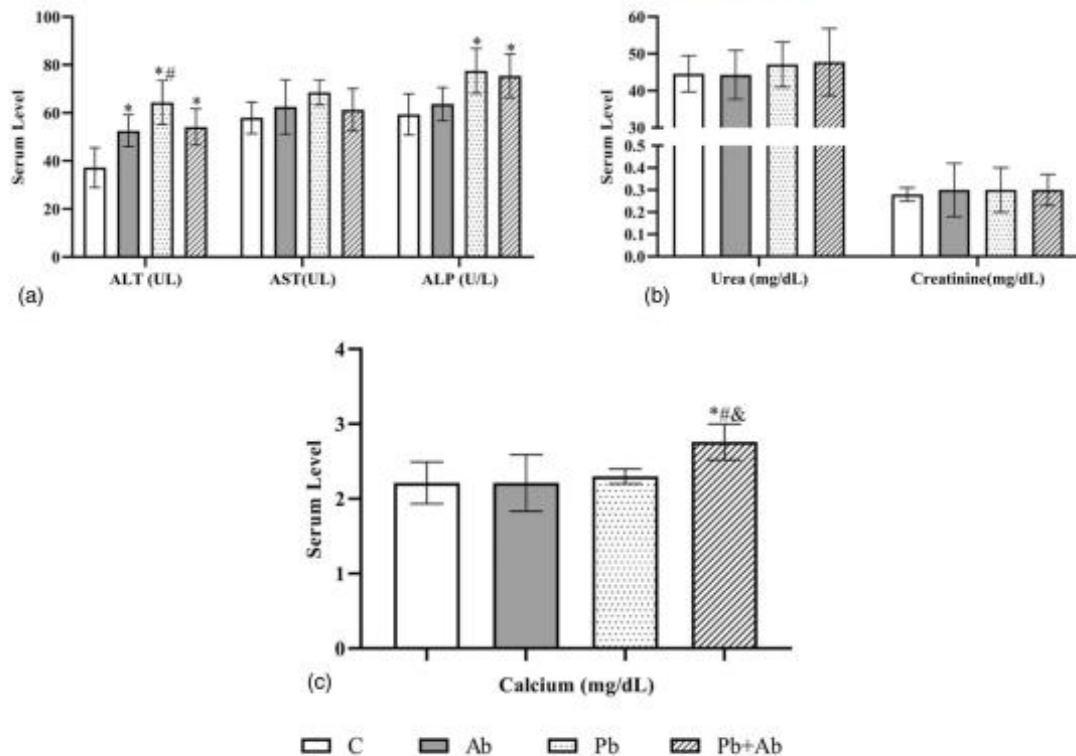 100
80
60
40
20
0
Serum Level
*
*#
*
*
*
ALT (UL)
AST(UL)
ALP (U/L)
(a)
60
50
40
30
0.5
0.4
0.3
0.2
0.1
0.0
Serum Level
Urea (mg/dL)
Creatinine(mg/dL)
(b)
4
3
2
1
0
Serum Level
*#&
Calcium (mg/dL)
(c)
C Ab Pb Pb+Ab